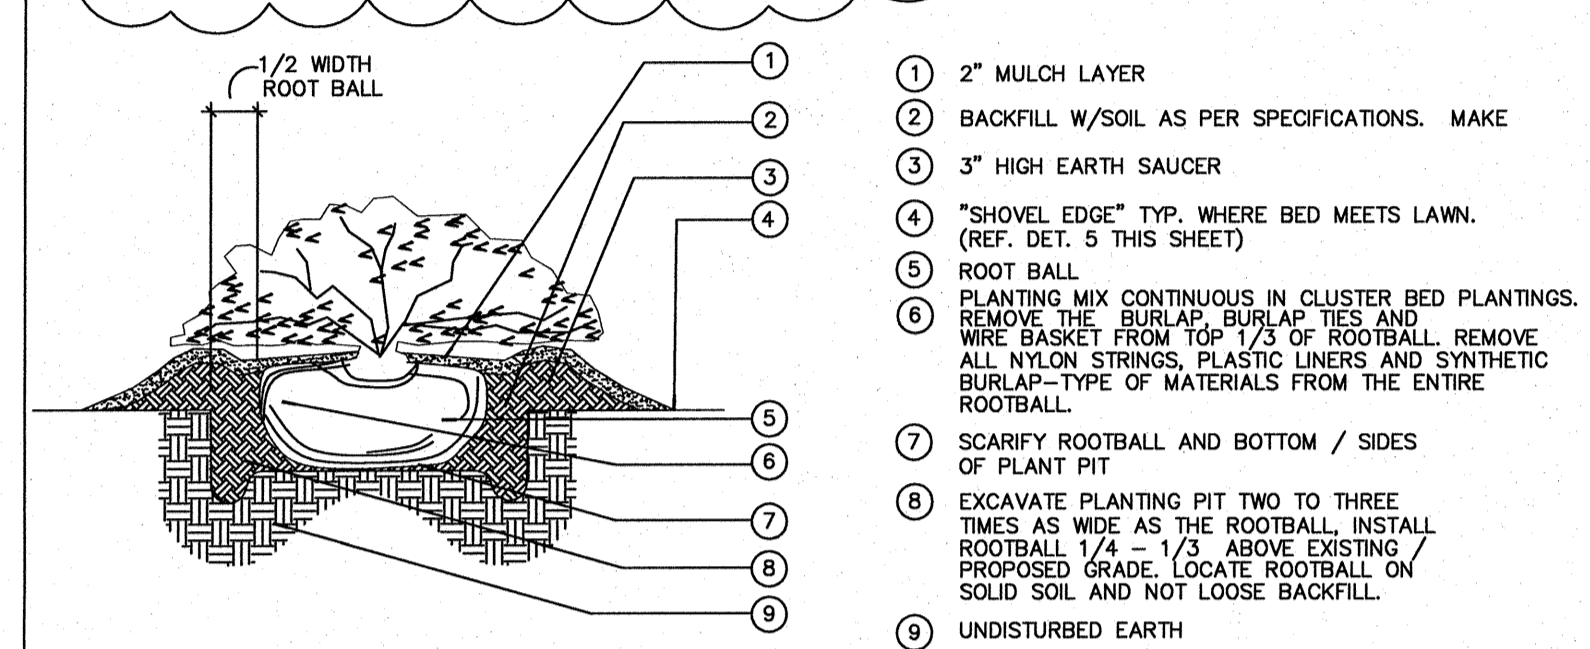 1/2 WIDTH
ROOT BALL
1
2
3
4
5
6
7
8
9
1 2" MULCH LAYER
2 BACKFILL W/SOIL AS PER SPECIFICATIONS. MAKE
3 3" HIGH EARTH SAUCER
4 "SHOVEL EDGE" TYP. WHERE BED MEETS LAWN.
(REF. DET. 5 THIS SHEET)
5 ROOT BALL
6 PLANTING MIX CONTINUOUS IN CLUSTER BED PLANTINGS.
REMOVE THE BURLAP, BURLAP TIES AND
WIRE BASKET FROM TOP 1/3 OF ROOTBALL. REMOVE
ALL NYLON STRINGS, PLASTIC LINERS AND SYNTHETIC
BURLAP-TYPE OF MATERIALS FROM THE ENTIRE
ROOTBALL.
7 SCARIFY ROOTBALL AND BOTTOM / SIDES
OF PLANT PIT
8 EXCAVATE PLANTING PIT TWO TO THREE
TIMES AS WIDE AS THE ROOTBALL, INSTALL
ROOTBALL 1/4 - 1/3 ABOVE EXISTING /
PROPOSED GRADE. LOCATE ROOTBALL ON
SOLID SOIL AND NOT LOOSE BACKFILL.
9 UNDISTURBED EARTH